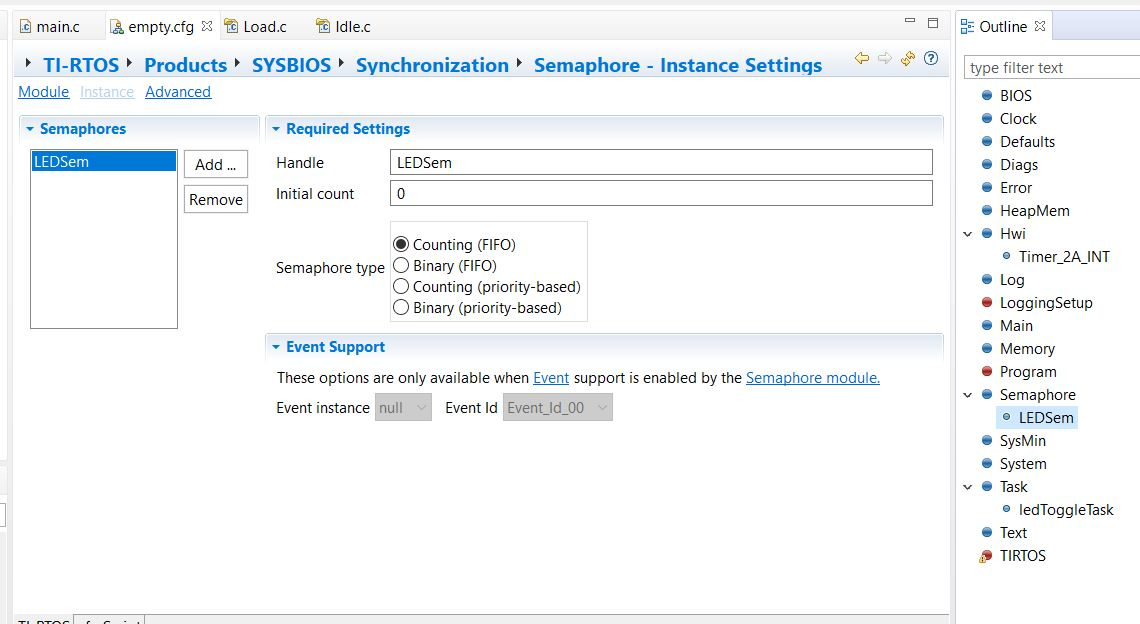 main.c empty.cfg Load.c Idle.c
TI-RTOS Products SYSBIOS Synchronization Semaphore - Instance Settings
Module Instance Advanced
Semaphores
LEDSem
Add ...
Remove
Required Settings
Handle LEDSem
Initial count 0
Semaphore type
Counting (FIFO)
Binary (FIFO)
Counting (priority-based)
Binary (priority-based)
Event Support
These options are only available when Event support is enabled by the Semaphore module.
Event instance null Event Id Event_Id_00
TI-RTOS
Outline
type filter text
BIOS
Clock
Defaults
Diags
Error
HeapMem
Hwi
Timer_2A_INT
Log
LoggingSetup
Main
Memory
Program
Semaphore
LEDSem
SysMin
System
Task
ledToggleTask
Text
TIRTOS